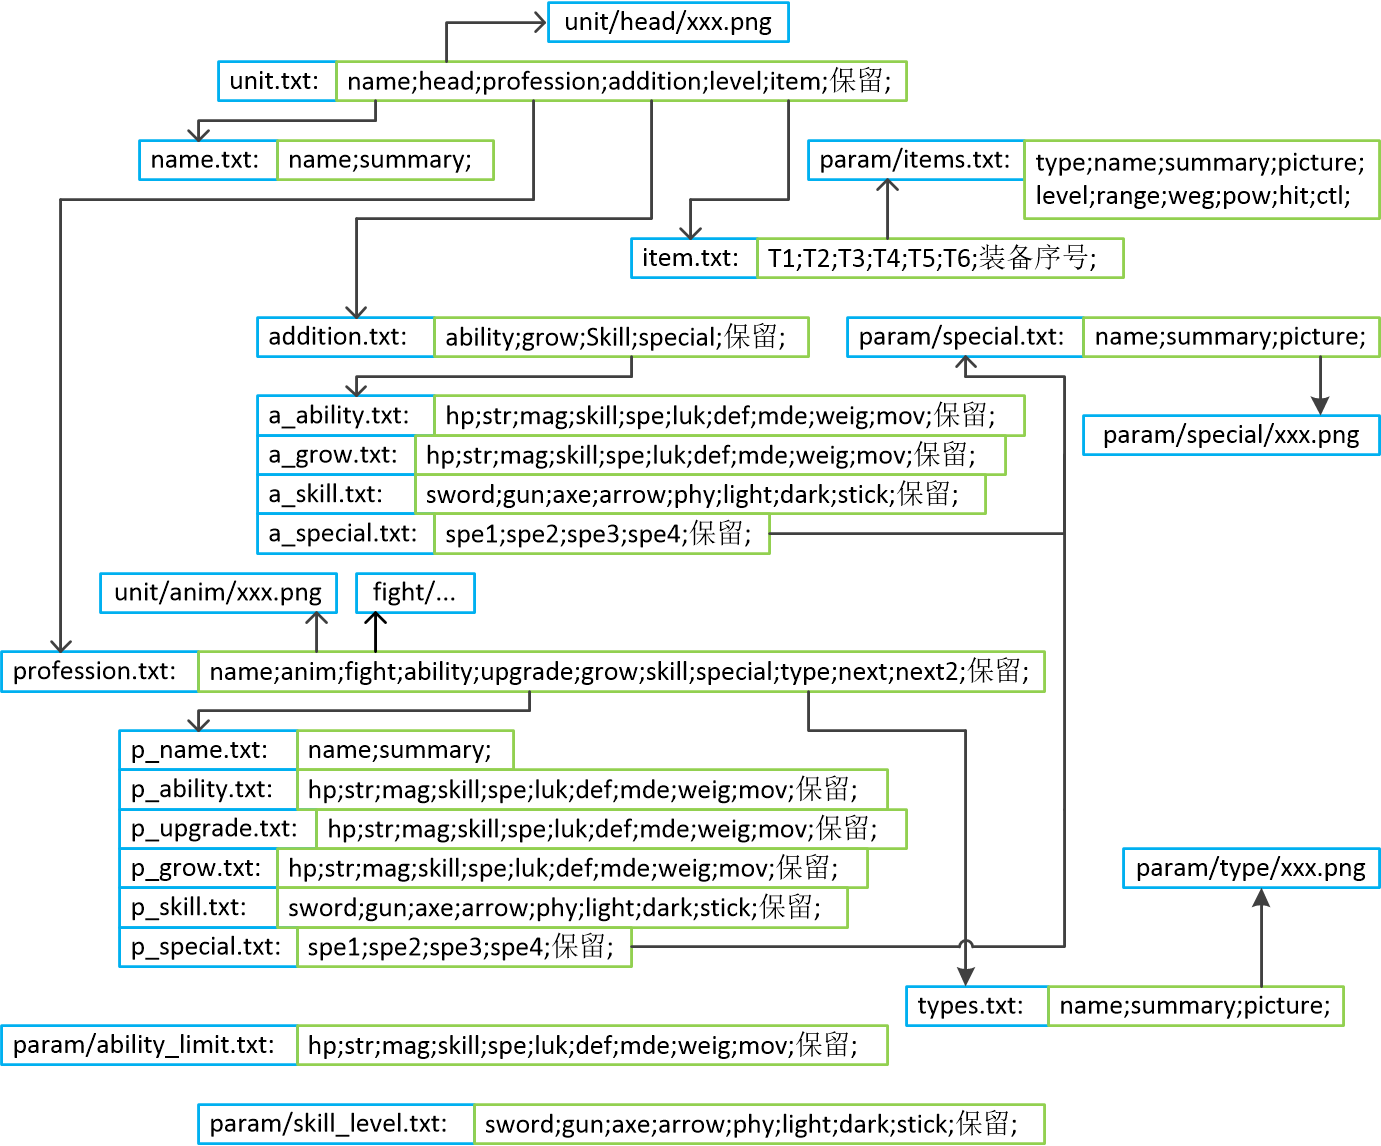 unit/head/xxx.png
unit.txt: name;head;profession;addition;level;item;保留;
name.txt: name;summary;
param/items.txt: type;name;summary;picture;
level;range;weg;pow;hit;ctl;
item.txt: T1;T2;T3;T4;T5;T6;装备序号;
addition.txt: ability;grow;Skill;special;保留;
param/special.txt: name;summary;picture;
a_ability.txt: hp;str;mag;skill;spe;luk;def;mde;weig;mov;保留;
param/special/xxx.png
a_grow.txt: hp;str;mag;skill;spe;luk;def;mde;weig;mov;保留;
a_skill.txt: sword;gun;axe;arrow;phy;light;dark;stick;保留;
a_special.txt: spe1;spe2;spe3;spe4;保留;
unit/anim/xxx.png
fight/...
profession.txt: name;anim;fight;ability;upgrade;grow;skill;special;type;next;next2;保留;
p_name.txt: name;summary;
p_ability.txt: hp;str;mag;skill;spe;luk;def;mde;weig;mov;保留;
p_upgrade.txt: hp;str;mag;skill;spe;luk;def;mde;weig;mov;保留;
p_grow.txt: hp;str;mag;skill;spe;luk;def;mde;weig;mov;保留;
param/type/xxx.png
p_skill.txt: sword;gun;axe;arrow;phy;light;dark;stick;保留;
p_special.txt: spe1;spe2;spe3;spe4;保留;
types.txt: name;summary;picture;
param/ability_limit.txt: hp;str;mag;skill;spe;luk;def;mde;weig;mov;保留;
param/skill_level.txt: sword;gun;axe;arrow;phy;light;dark;stick;保留;